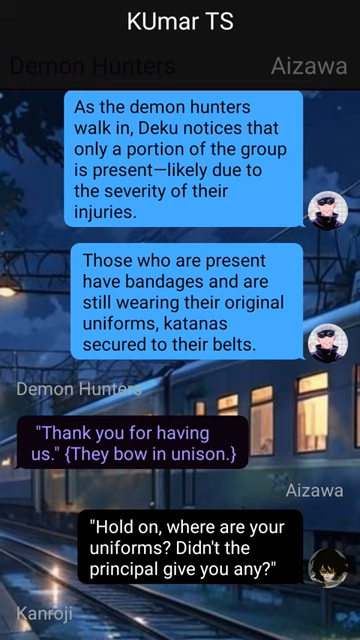 KUmar TS
Demon Hunters
Aizawa
As the demon hunters
walk in, Deku notices that
only a portion of the group
is present—likely due to
the severity of their
injuries.
Those who are present
have bandages and are
still wearing their original
uniforms, katanas
secured to their belts.
Demon Hunters
"Thank you for having
us." {They bow in unison.}
Aizawa
"Hold on, where are your
uniforms? Didn't the
principal give you any?"
Kanroji